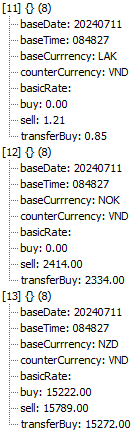 [11] {} (8)
baseDate: 20240711
baseTime: 084827
baseCurrrency: LAK
counterCurrency: VND
basicRate:
buy: 0.00
sell: 1.21
transferBuy: 0.85
[12] {} (8)
baseDate: 20240711
baseTime: 084827
baseCurrrency: NOK
counterCurrency: VND
basicRate:
buy: 0.00
sell: 2414.00
transferBuy: 2334.00
[13] {} (8)
baseDate: 20240711
baseTime: 084827
baseCurrrency: NZD
counterCurrency: VND
basicRate:
buy: 15222.00
sell: 15789.00
transferBuy: 15272.00